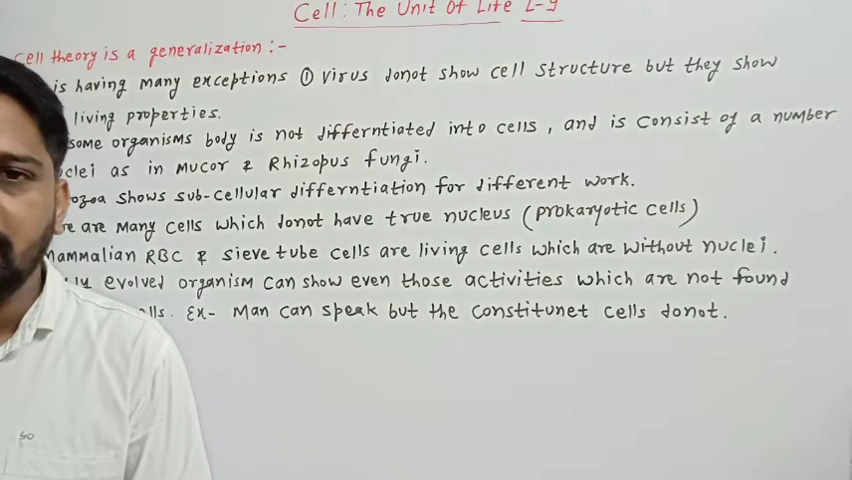 Cell: The Unit Of Life L-9
Cell theory is a generalization :-
is having many exceptions ① virus donot show cell structure but they show
living properties.
some organisms body is not differntiated into cells, and is consist of a number
clei as in Mucor & Rhizopus fungi.
ozoa shows sub-cellular differntiation for different work.
re are many cells which donot have true nucleus (prokaryotic cells)
Mammalian RBC & sieve tube cells are living cells which are without nuclei.
evolved organism can show even those activities which are not found
lls. Ex- Man can speak but the constitunet cells donot.